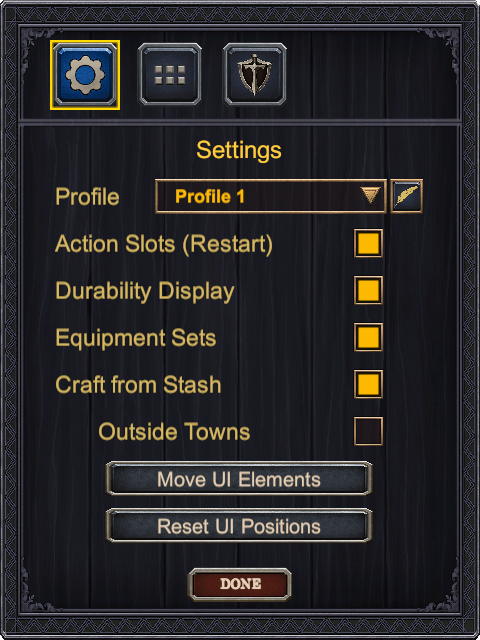 Settings
Profile Profile 1
Action Slots (Restart)
Durability Display
Equipment Sets
Craft from Stash
Outside Towns
Move UI Elements
Reset UI Positions
DONE